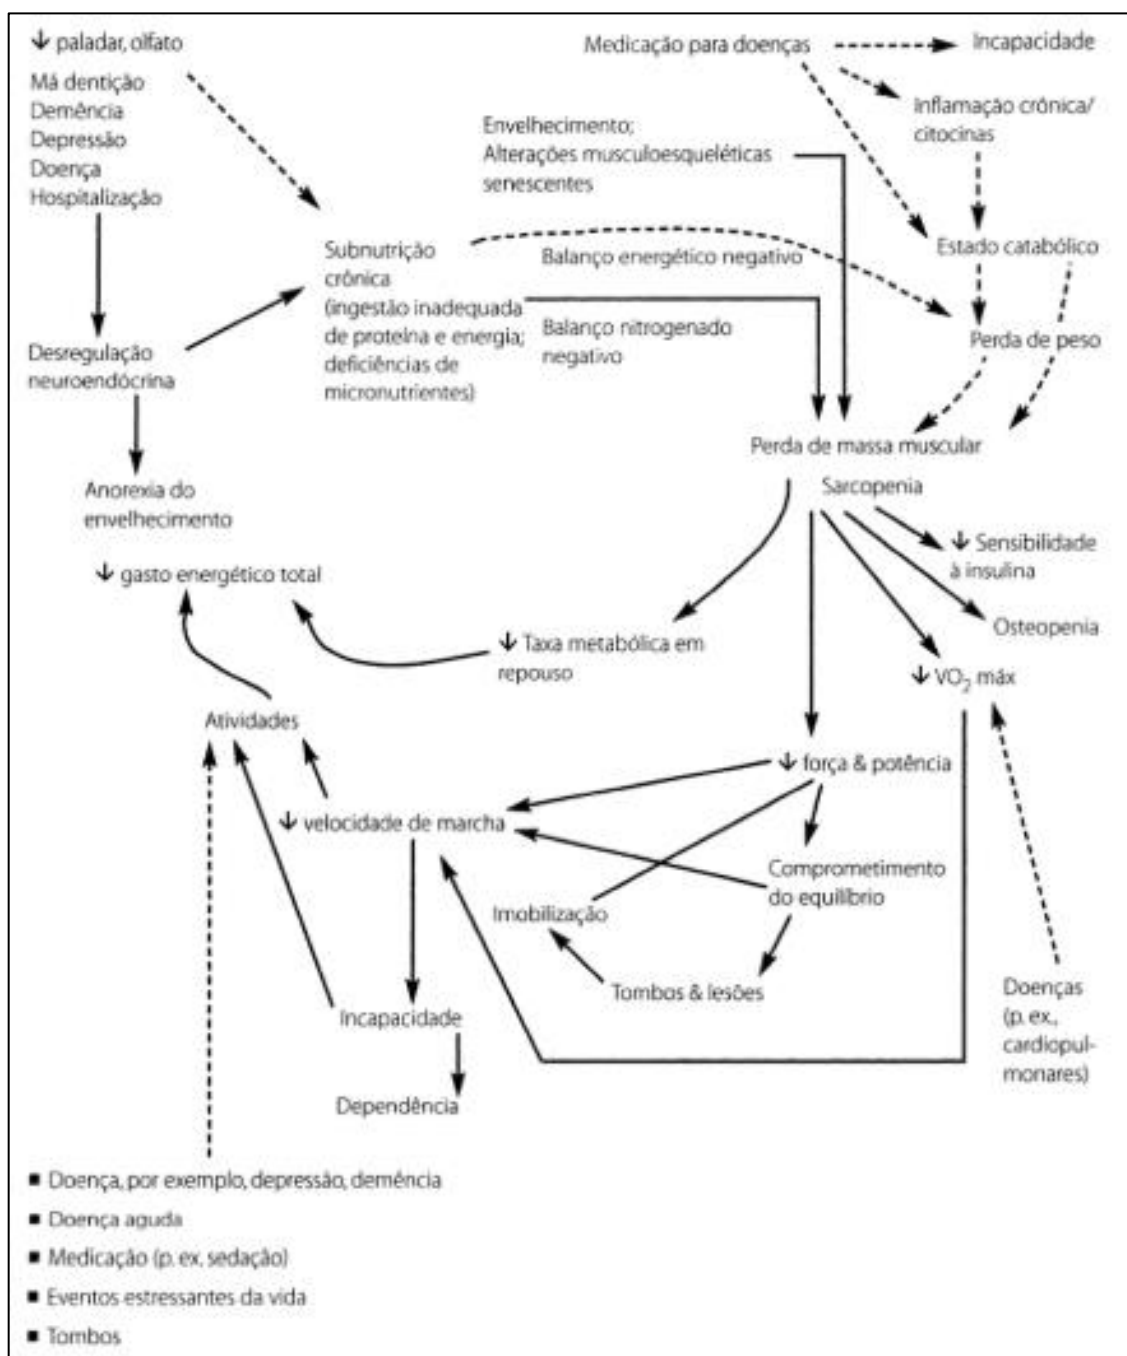 ↓ paladar, olfato
Má dentição
Demência
Depressão
Doença
Hospitalização
Medicação para doenças
Incapacidade
Inflamação crônica/
citocinas
Envelhecimento;
Alterações musculoesqueléticas
senescentes
Estado catabólico
Subnutrição
crônica
(ingestão inadequada
de proteína e energia;
deficiências de
micronutrientes)
Balanço energético negativo
Balanço nitrogenado
negativo
Perda de peso
Desregulação
neuroendócrina
Perda de massa muscular
Sarcopenia
Anorexia do
envelhecimento
↓ gasto energético total
↓ Sensibilidade
à insulina
Osteopenia
↓ Taxa metabólica em
repouso
↓ VO2 máx
Atividades
↓ força & potência
↓ velocidade de marcha
Comprometimento
do equilíbrio
Imobilização
Tombos & lesões
Doenças
(p. ex.,
cardiopul-
monares)
Incapacidade
Dependência
■ Doença, por exemplo, depressão, demência
■ Doença aguda
■ Medicação (p. ex. sedação)
■ Eventos estressantes da vida
■ Tombos